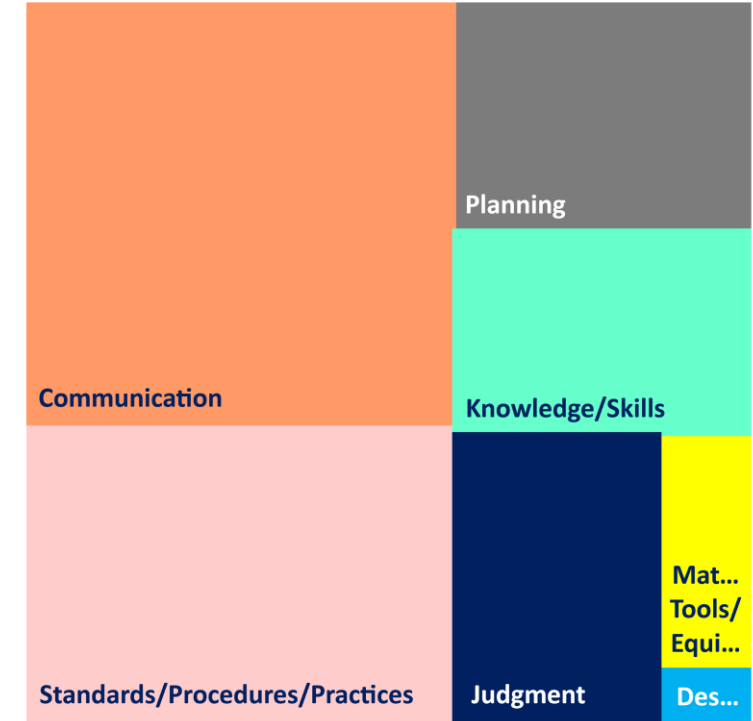 Planning
Communication
Knowledge/Skills
Mat...
Tools/
Equi...
Standards/Procedures/Practices
Judgment
Des...